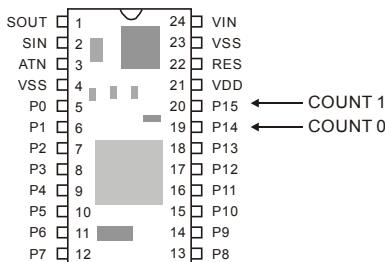 SOUT 1 24 VIN
SIN 2 23 VSS
ATN 3 22 RES
VSS 4 21 VDD
P0 5 20 P15 COUNT 1
P1 6 19 P14 COUNT 0
P2 7 18 P13
P3 8 17 P12
P4 9 16 P11
P5 10 15 P10
P6 11 14 P9
P7 12 13 P8